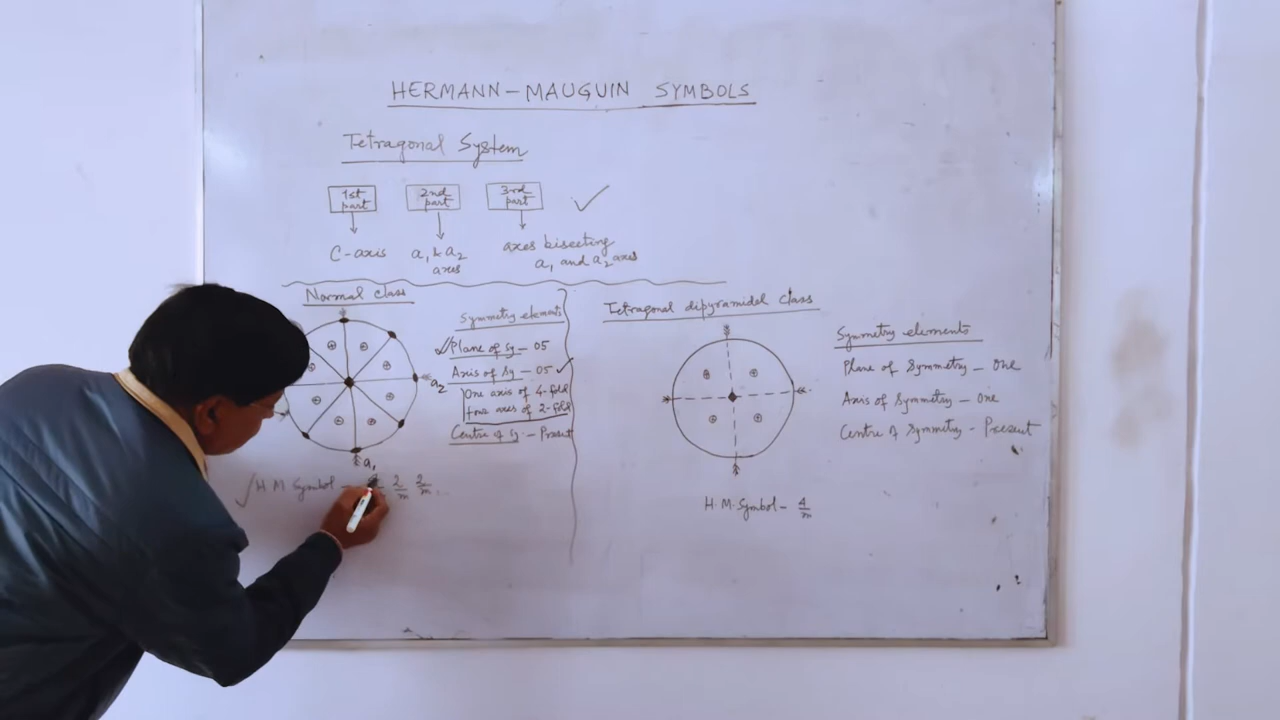 HERMANN-MAUGUIN SYMBOLS
Tetragonal System
1st part
2nd part
3rd part
C-axis
a₁ & a₂ axes
axes bisecting
a₁ and a₂ axes
Normal class
a₂
a₁
Symmetry elements
Plane of Sy - 05
Axis of Sy - 05
One axis of 4-fold
four axes of 2-fold
Centre of Sy - Present
H M Symbol - 2/m 2/m
Tetragonal dipyramidal class
Symmetry elements
Plane of Symmetry - One
Axis of Symmetry - One
Centre of Symmetry - Present
H.M. Symbol - 4/m